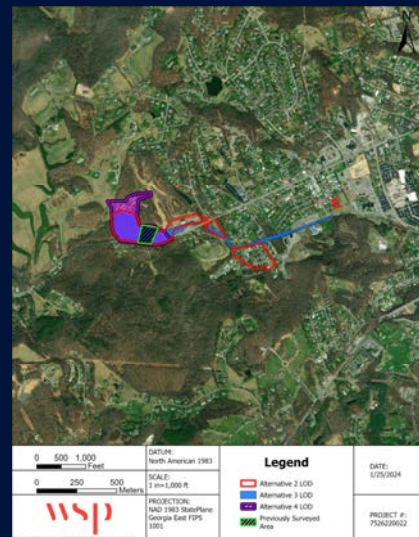 0 500 1,000
Feet
0 250 500
Meters
wsp
DATUM:
North American 1983
SCALE:
1 in=1,000 ft
PROJECTION:
NAD 1983 StatePlane
Georgia East FIPS
1001
Legend
Alternative 2 LOD
Alternative 3 LOD
Alternative 4 LOD
Previously Surveyed
Area
DATE:
1/25/2024
PROJECT #:
7526220022